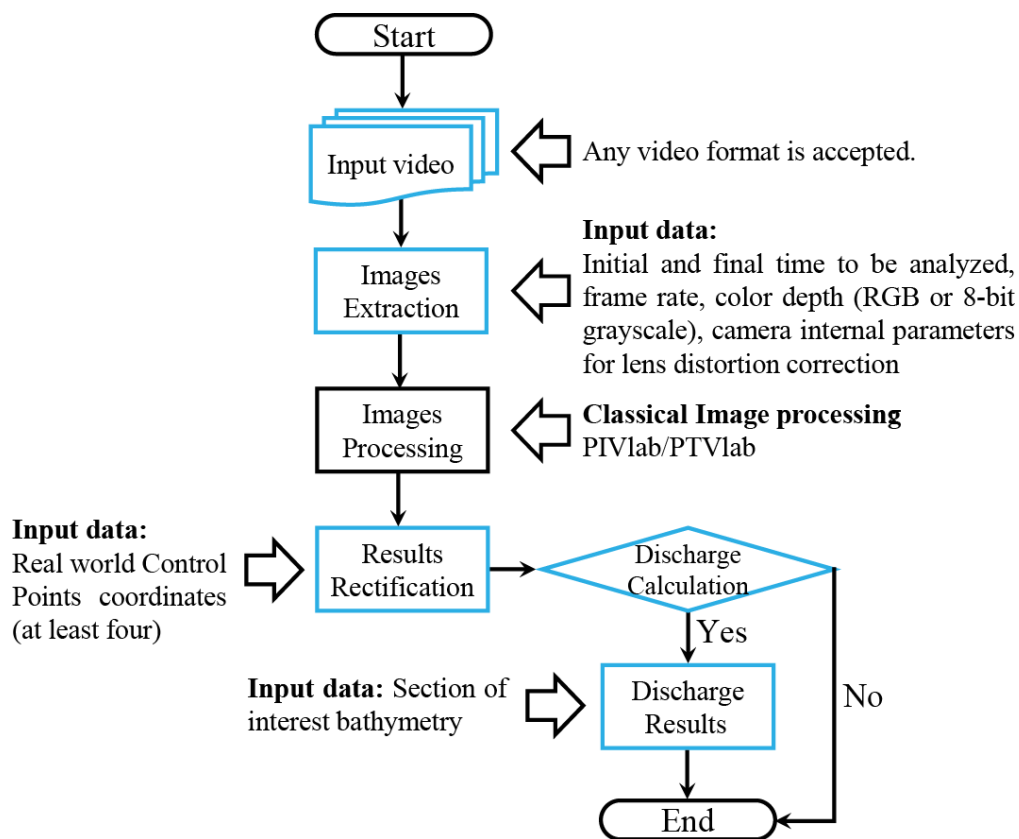 Start
Input video
Any video format is accepted.
Images
Extraction
Input data:
Initial and final time to be analyzed,
frame rate, color depth (RGB or 8-bit
grayscale), camera internal parameters
for lens distortion correction
Images
Processing
Classical Image processing
PIVlab/PTVlab
Input data:
Real world Control
Points coordinates
(at least four)
Results
Rectification
Discharge
Calculation
Yes
No
Input data: Section of
interest bathymetry
Discharge
Results
End